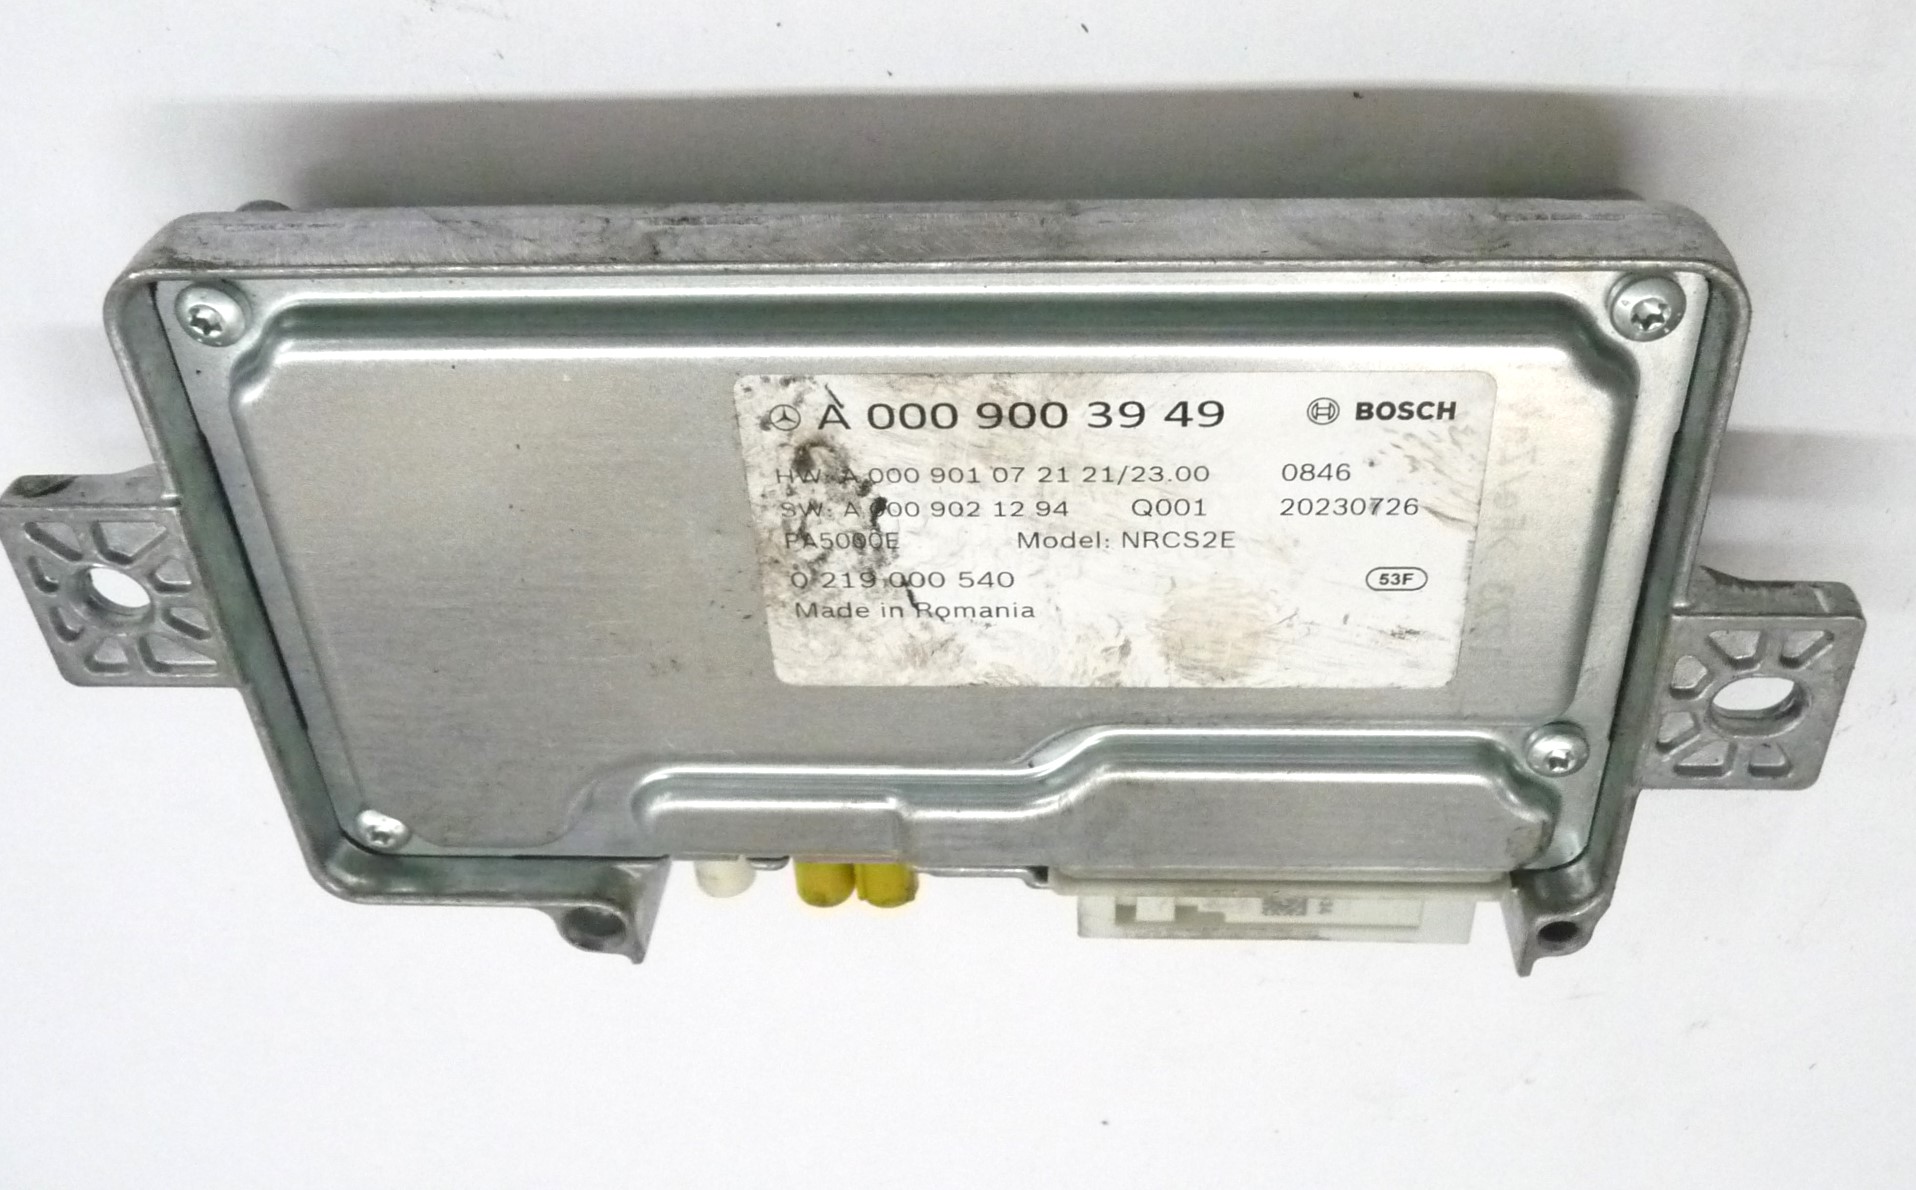 A 000 900 39 49 BOSCH
HW: A 000 901 07 21 21/23.00 0846
SW: A 000 902 12 94 Q001 20230726
PA5000E Model: NRCS2E
0 219 000 540 53F
Made in Romania